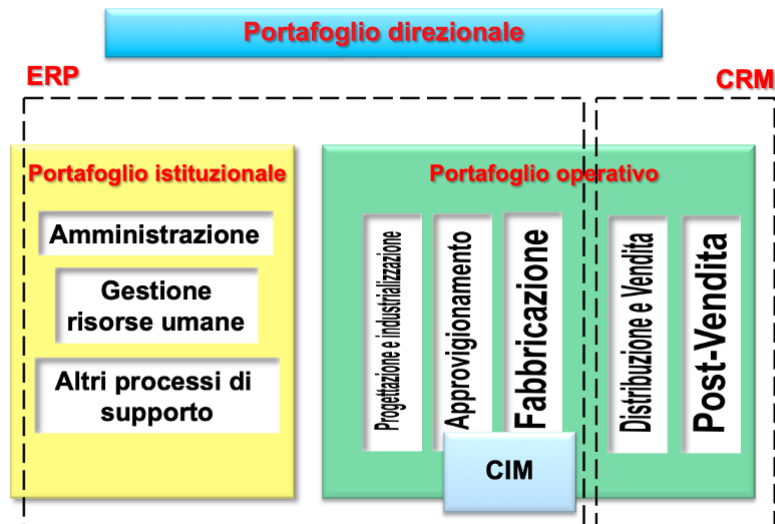 Portafoglio direzionale
ERP
CRM
Portafoglio istituzionale
Amministrazione
Gestione
risorse umane
Altri processi di
supporto
Portafoglio operativo
Progettazione e industrializzazione
Approvigionamento
Fabbricazione
Distribuzione e Vendita
Post-Vendita
CIM